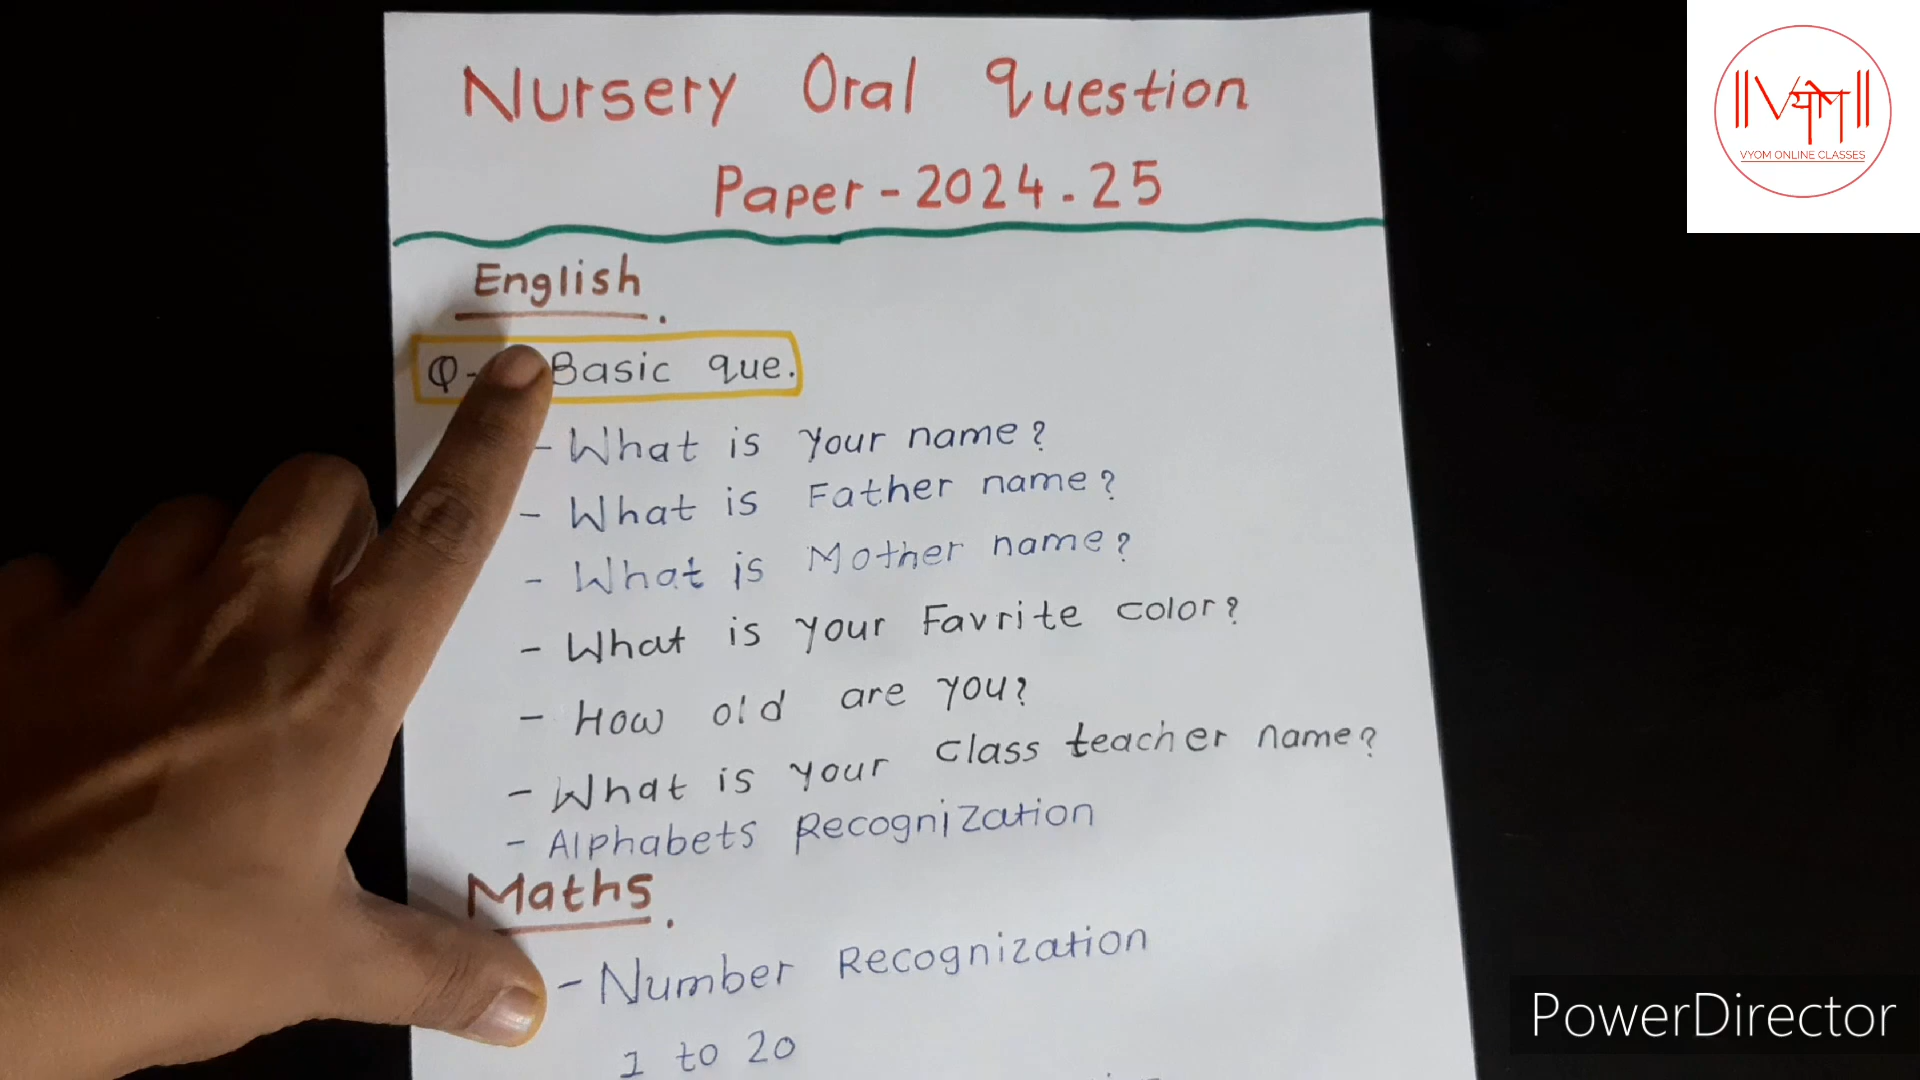 Nursery Oral Question
Paper - 2024-25
English
Q- Basic que.
- What is your name?
- What is Father name?
- What is Mother name?
- What is your Favrite color?
- How old are you?
- What is your class teacher name?
- Alphabets Recognization
Maths
- Number Recognization
1 to 20
||Vयोम||
VYOM ONLINE CLASSES
PowerDirector